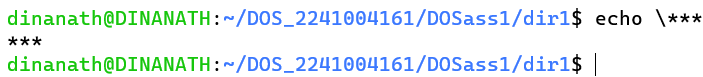 dinanath@DINANATH:~/DOS_2241004161/DOSass1/dir1$ echo \***
***
dinanath@DINANATH:~/DOS_2241004161/DOSass1/dir1$